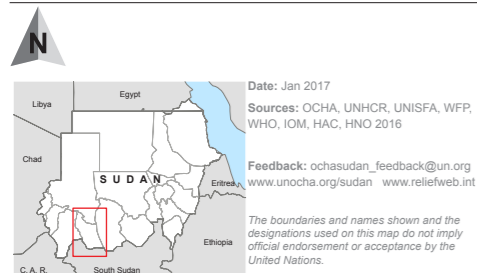 N
Egypt
Libya
Chad
SUDAN
Eritrea
Ethiopia
C. A. R.
South Sudan
Date: Jan 2017
Sources: OCHA, UNHCR, UNISFA, WFP,
WHO, IOM, HAC, HNO 2016
Feedback: ochasudan_feedback@un.org
www.unocha.org/sudan www.reliefweb.int
The boundaries and names shown and the
designations used on this map do not imply
official endorsement or acceptance by the
United Nations.